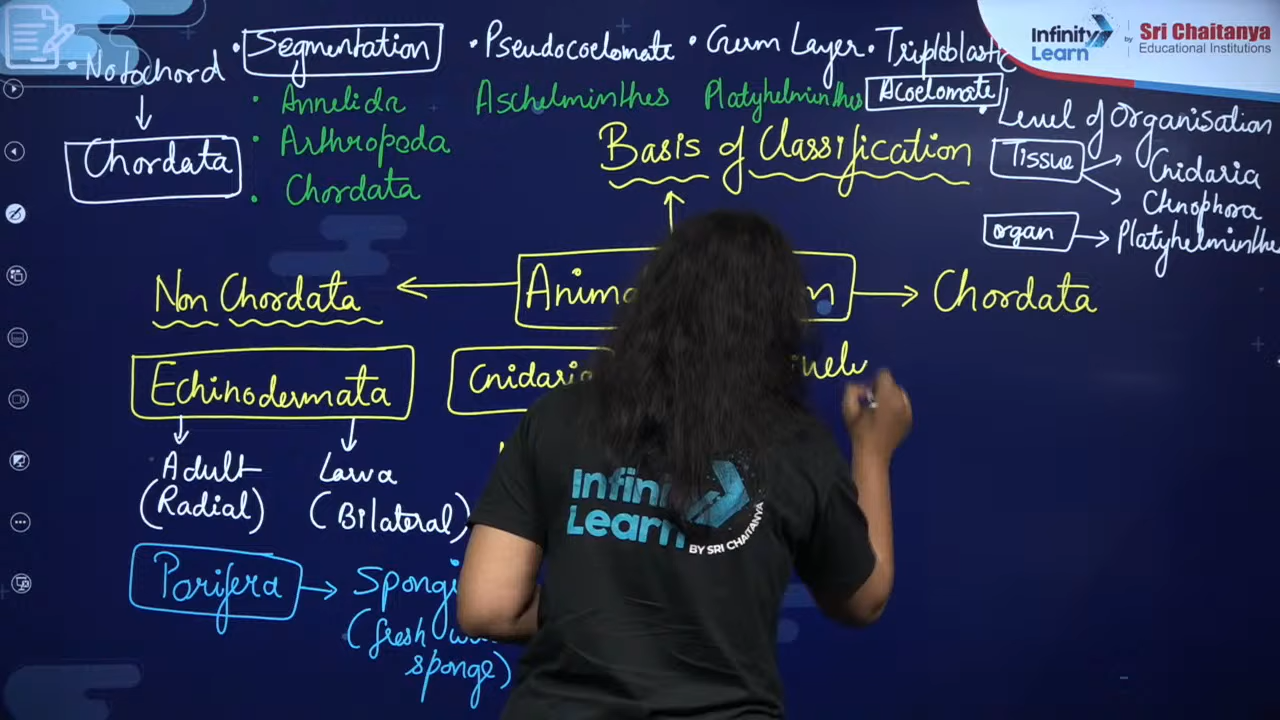 Infinity Learn by Sri Chaitanya Educational Institutions
• Notochord
Chordata
• Segmentation
• Annelida
• Arthropoda
• Chordata
• Pseudocoelomate
Aschelminthes
• Germ Layer
Platyhelminthes
• Triploblastic
Acoelomate
• Level of Organisation
Tissue
Cnidaria
Ctenophora
organ
Platyhelminthe
Basis of Classification
Non Chordata
Chordata
Echinodermata
Adult
(Radial)
Larva
(Bilateral)
Porifera
(fresh
sponge)
Infini
Learn
BY SRI CHAITANYA